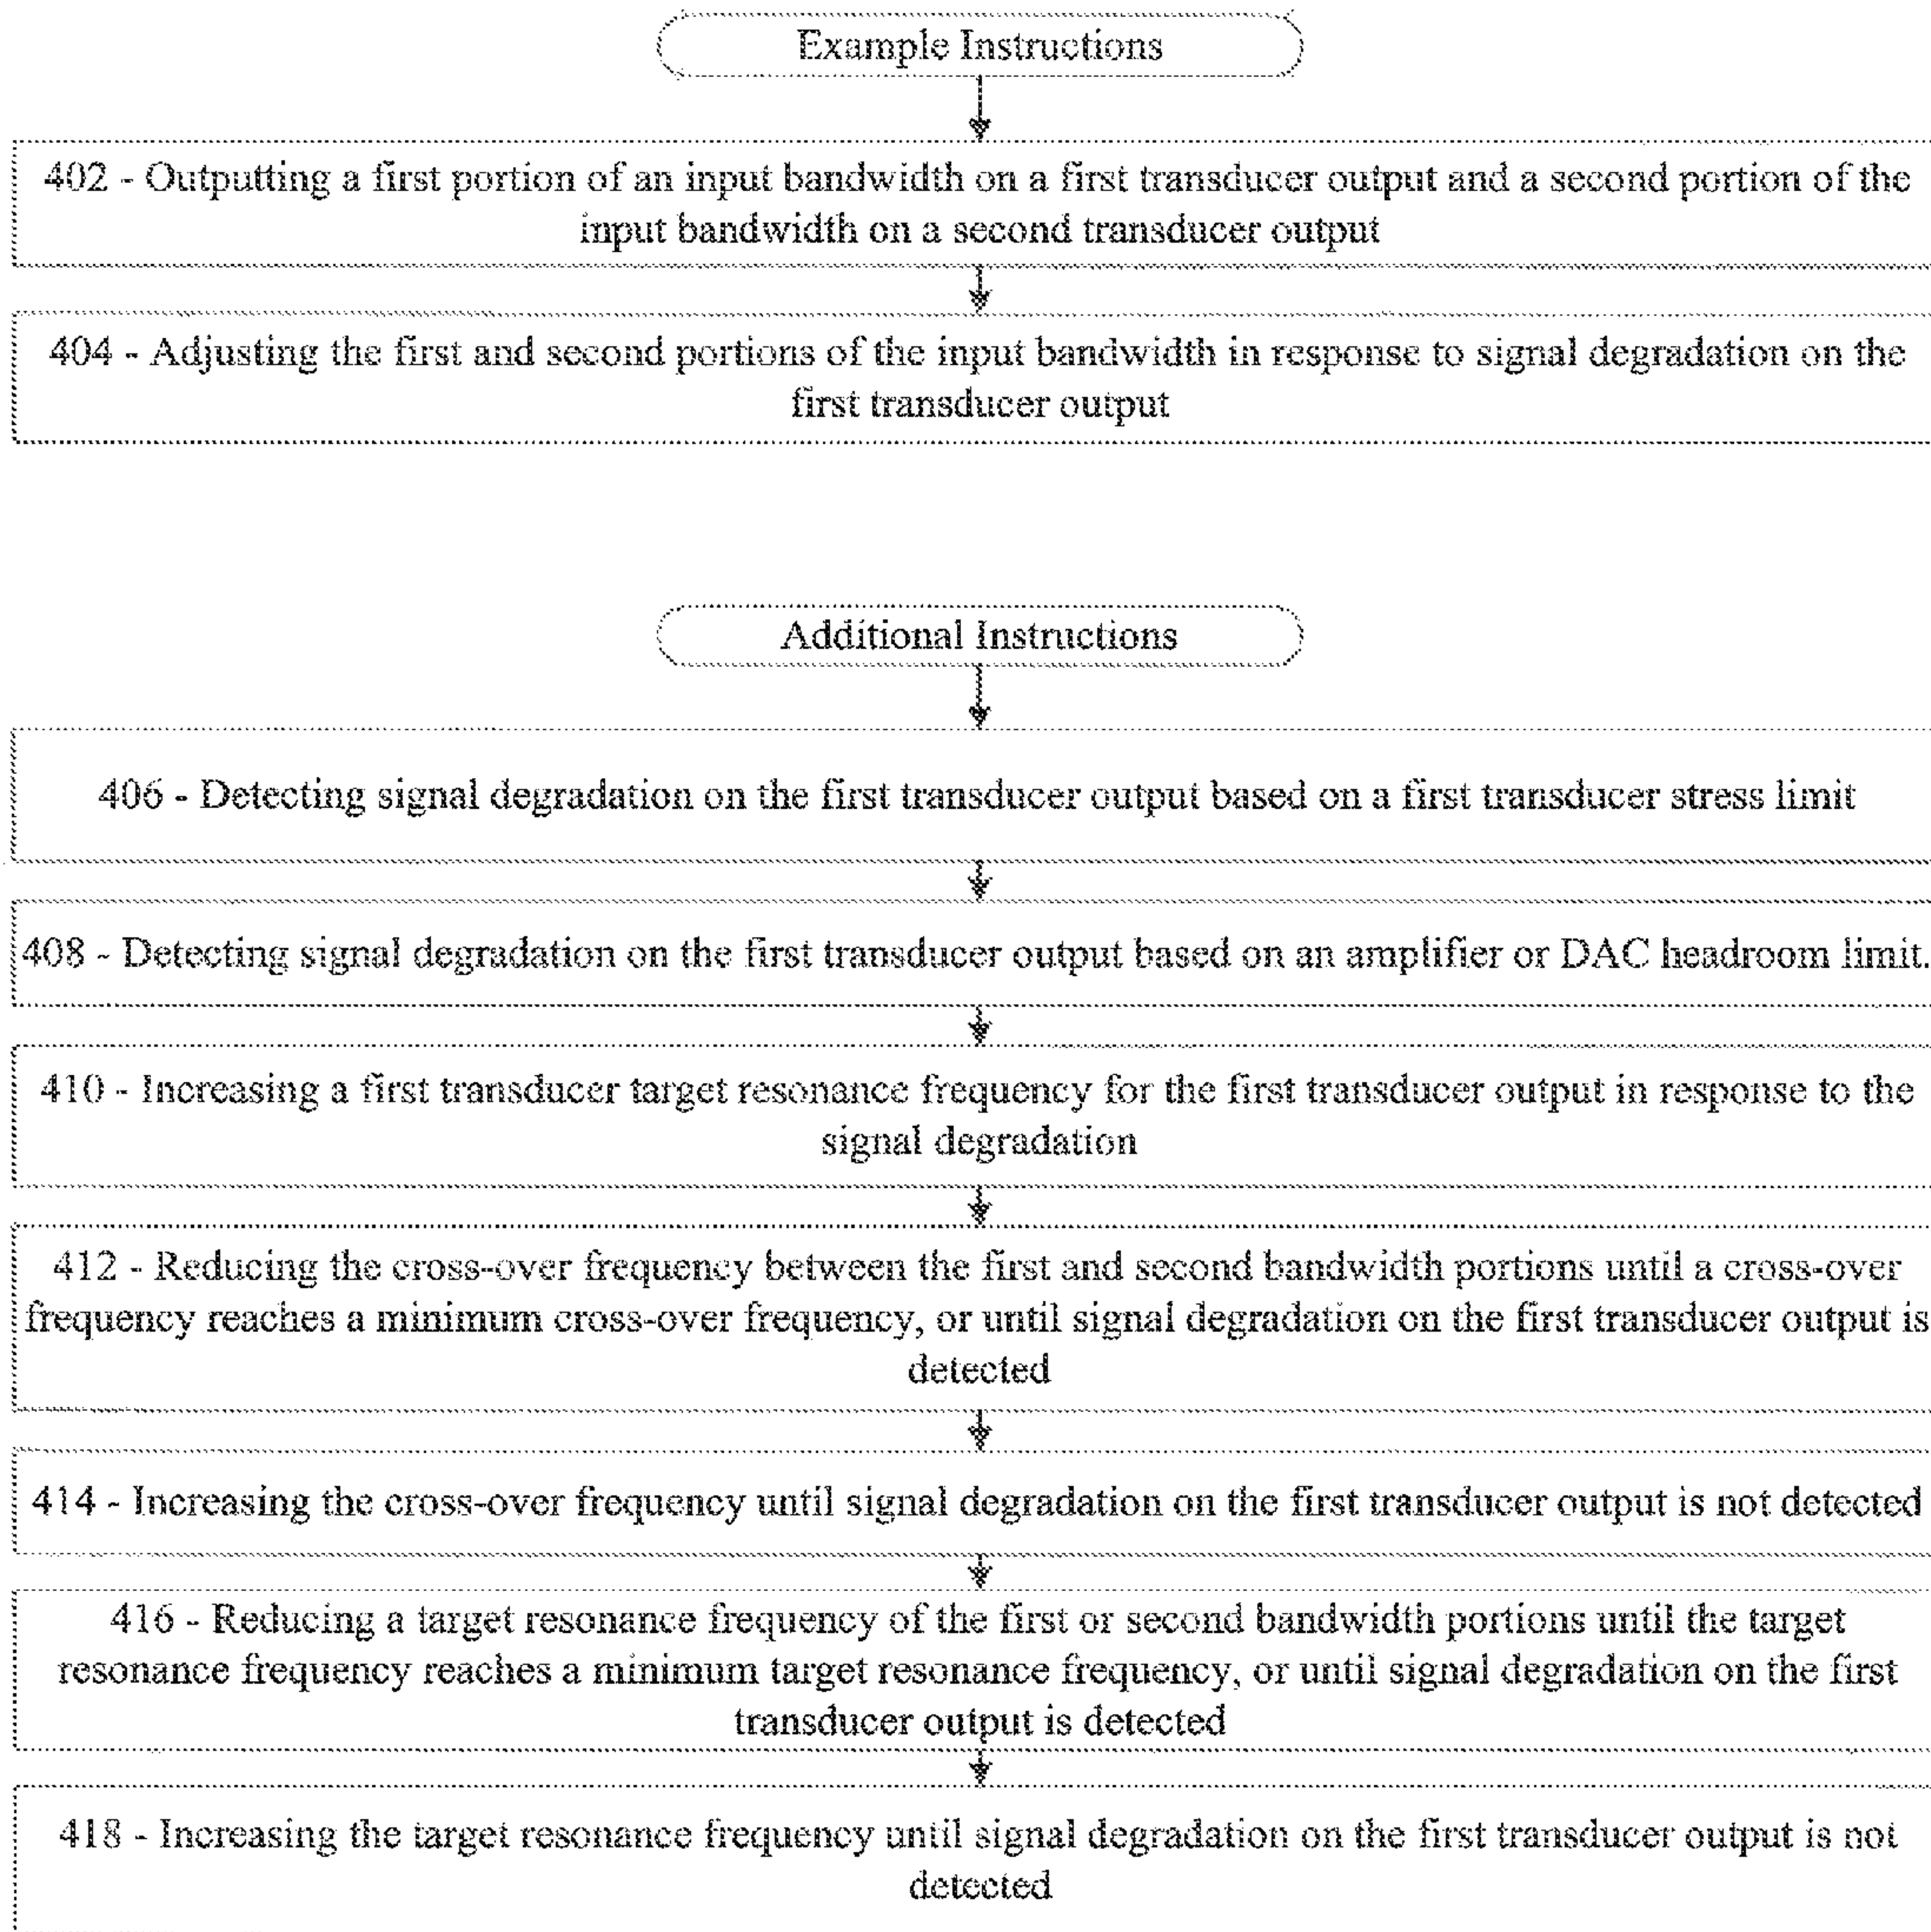 Example Instructions
402 - Outputting a first portion of an input bandwidth on a first transducer output and a second portion of the
input bandwidth on a second transducer output
404 - Adjusting the first and second portions of the input bandwidth in response to signal degradation on the
first transducer output
Additional Instructions
406 - Detecting signal degradation on the first transducer output based on a first transducer stress limit
408 - Detecting signal degradation on the first transducer output based on an amplifier or DAC headroom limit.
410 - Increasing a first transducer target resonance frequency for the first transducer output in response to the
signal degradation
412 - Reducing the cross-over frequency between the first and second bandwidth portions until a cross-over
frequency reaches a minimum cross-over frequency, or until signal degradation on the first transducer output is
detected
414 - Increasing the cross-over frequency until signal degradation on the first transducer output is not detected
416 - Reducing a target resonance frequency of the first or second bandwidth portions until the target
resonance frequency reaches a minimum target resonance frequency, or until signal degradation on the first
transducer output is detected
418 - Increasing the target resonance frequency until signal degradation on the first transducer output is not
detected